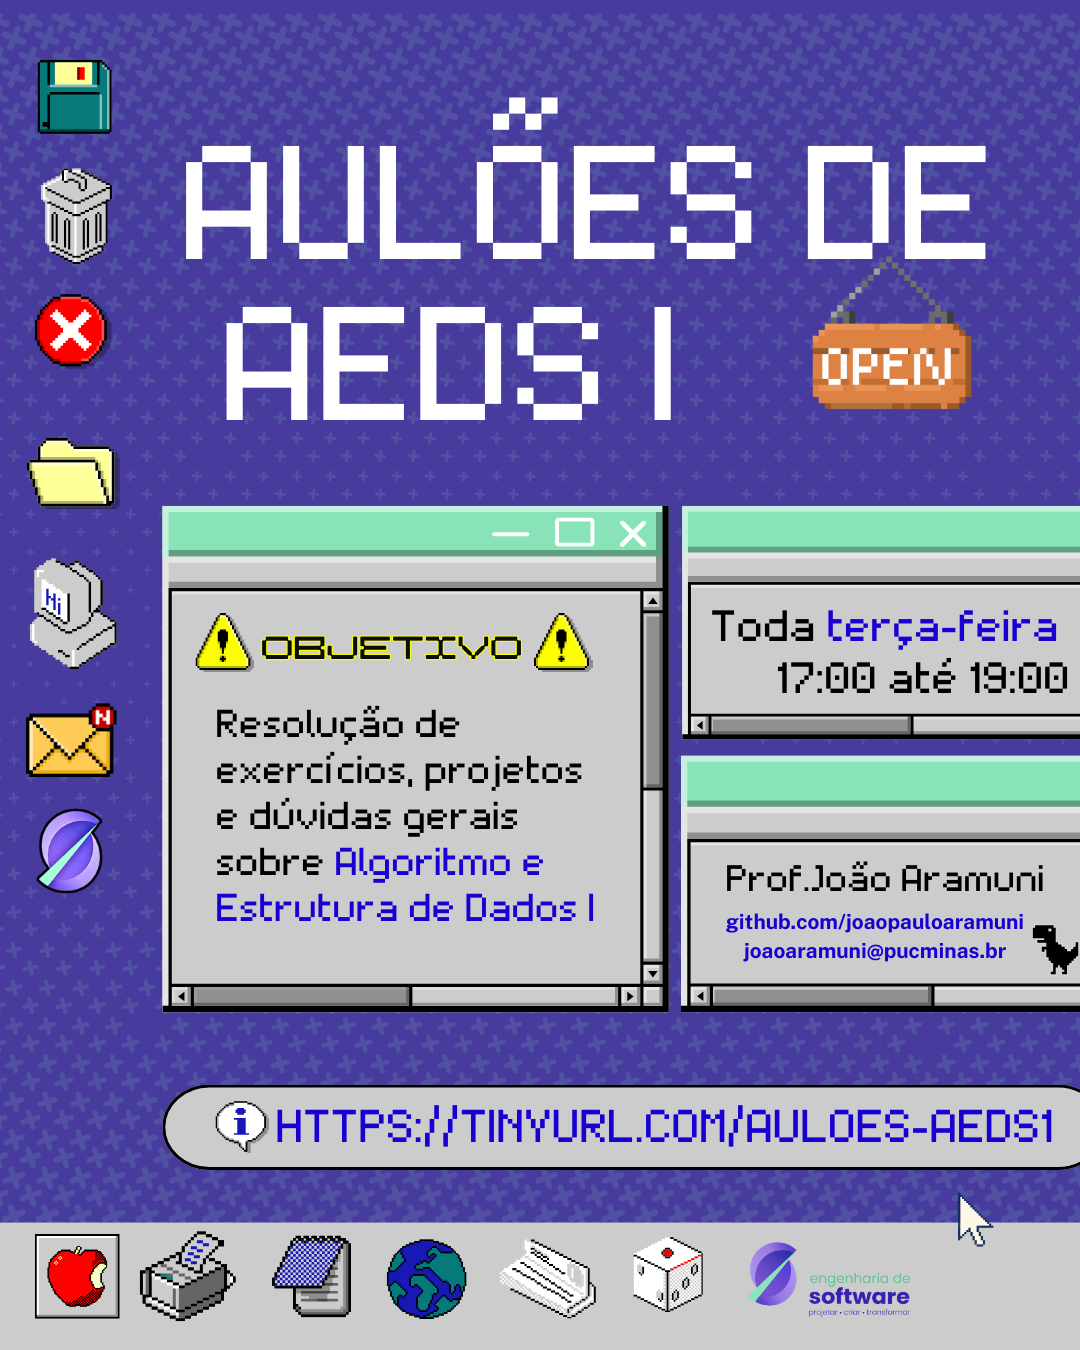 AULÕES DE
AEDS I
OPEN
OBJETIVO
Resolução de
exercícios, projetos
e dúvidas gerais
sobre Algoritmo e
Estrutura de Dados I
Toda terça-feira
17:00 até 19:00
Prof.João Aramuni
github.com/joaopauloaramuni
joaoaramuni@pucminas.br
Hi
N
i HTTPS://TINYURL.COM/AULOES-AEDS1
engenharia de
software
projetar • criar • transformar